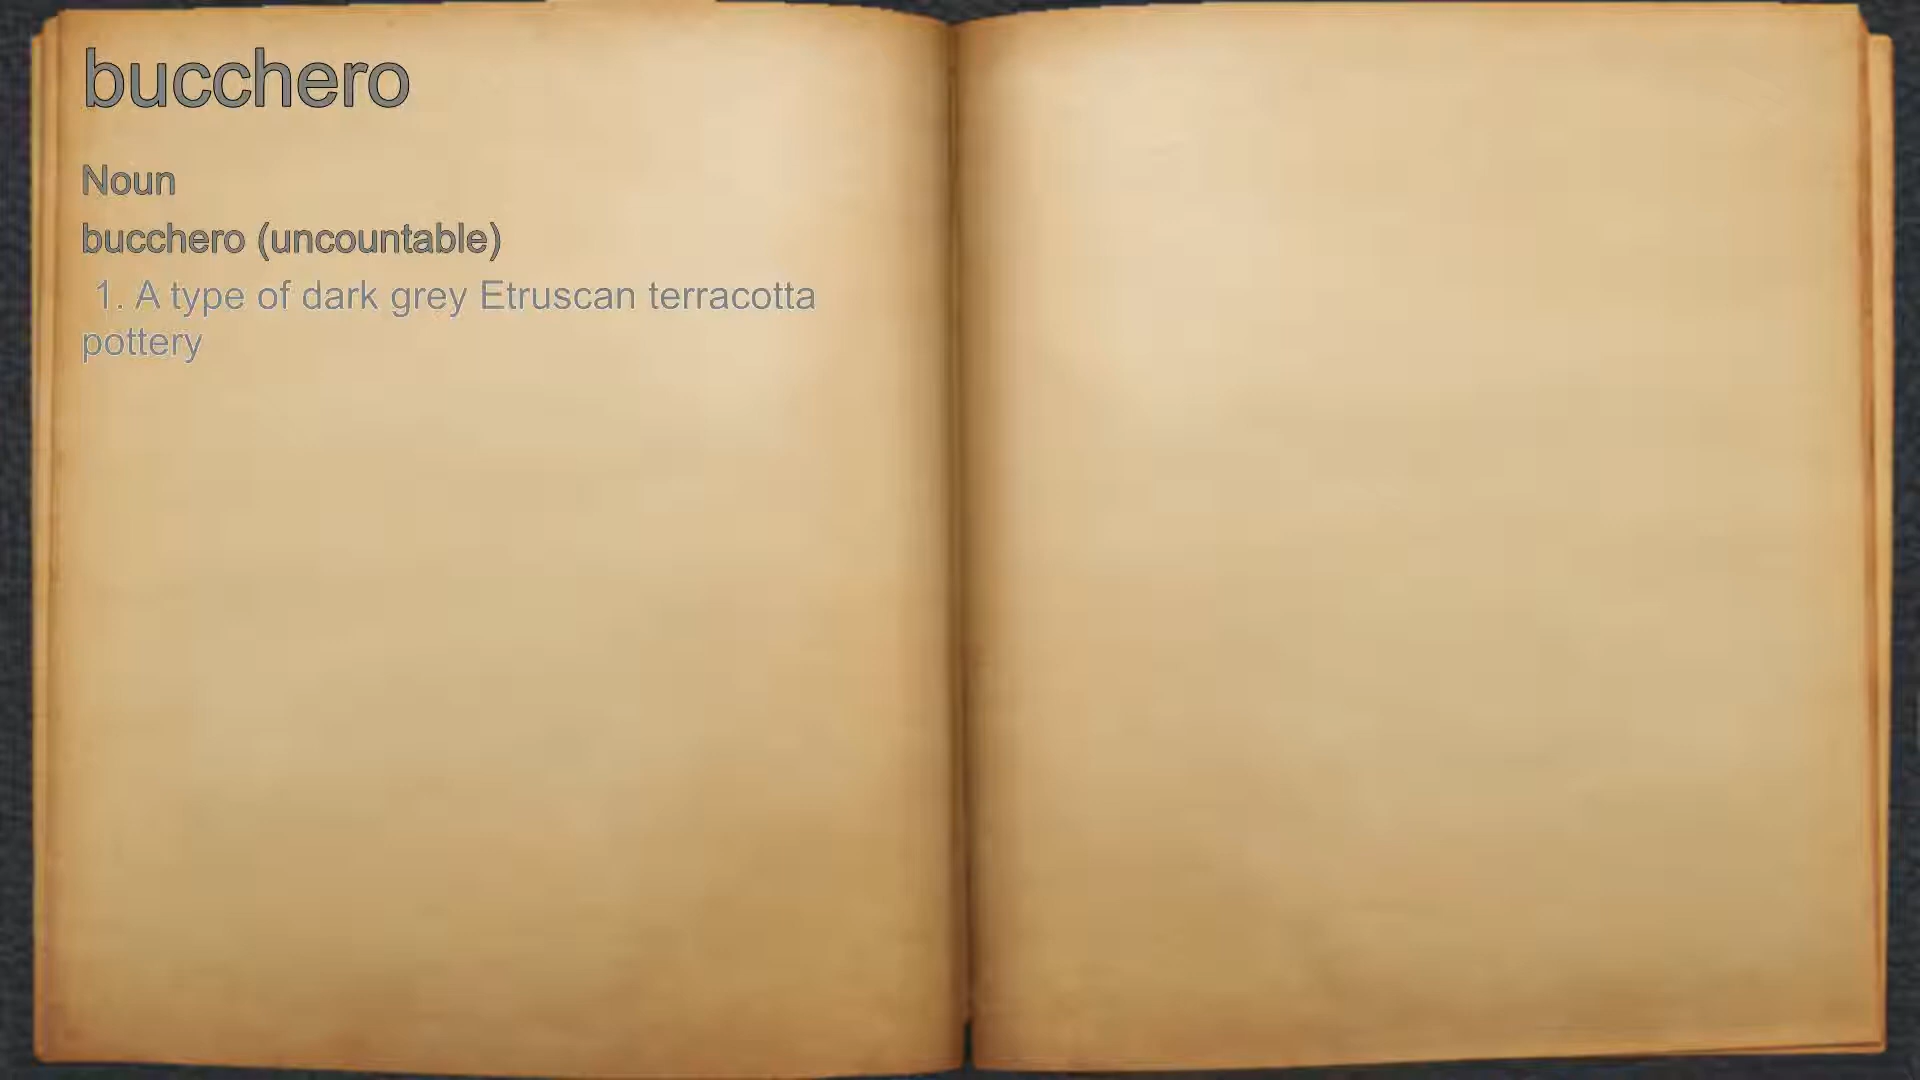 bucchero
Noun
bucchero (uncountable)
1. A type of dark grey Etruscan terracotta
pottery